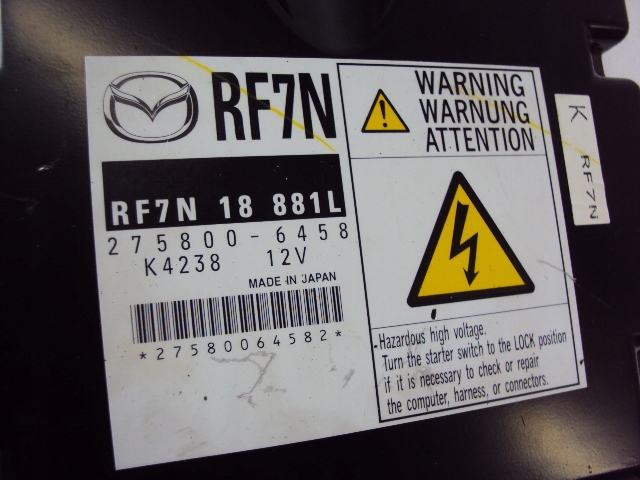 RF7N
RF7N 18 881L
275800-6458
K4238 12V
MADE IN JAPAN
*27580064582*
WARNING
WARNUNG
ATTENTION
Hazardous high voltage.
Turn the starter switch to the LOCK position
if it is necessary to check or repair
the computer, harness, or connectors.
K RF7N